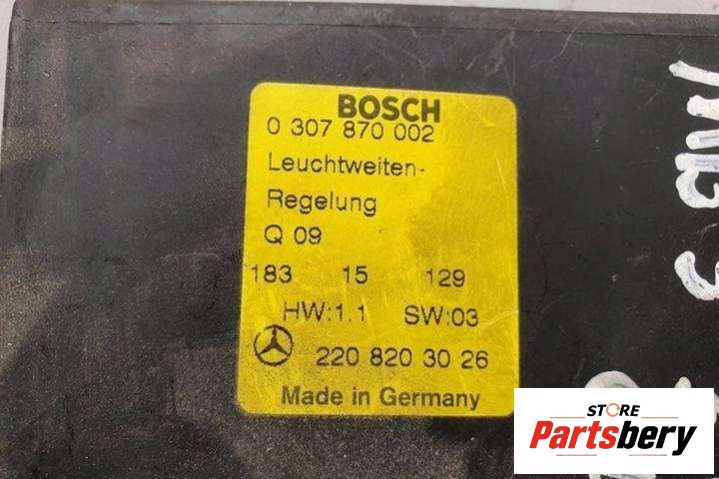 BOSCH
0 307 870 002
Leuchtweiten-
Regelung
Q 09
183 15 129
HW:1.1 SW:03
220 820 30 26
Made in Germany
STORE
Partsbery